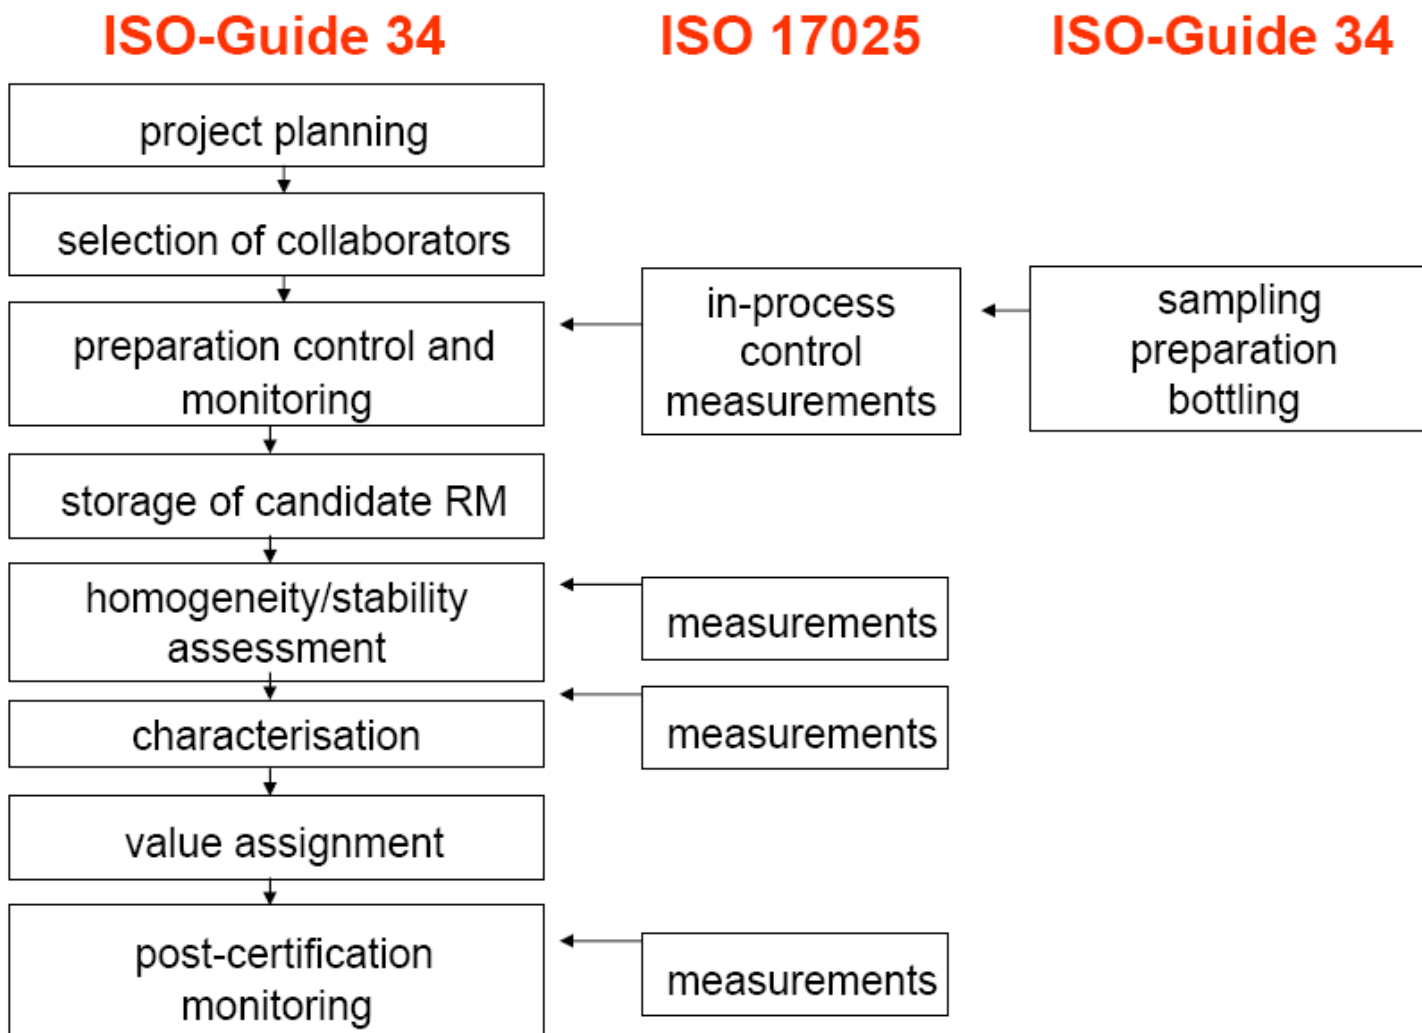 ISO-Guide 34
ISO 17025
ISO-Guide 34
project planning
selection of collaborators
preparation control and
monitoring
in-process
control
measurements
sampling
preparation
bottling
storage of candidate RM
homogeneity/stability
assessment
measurements
characterisation
measurements
value assignment
post-certification
monitoring
measurements